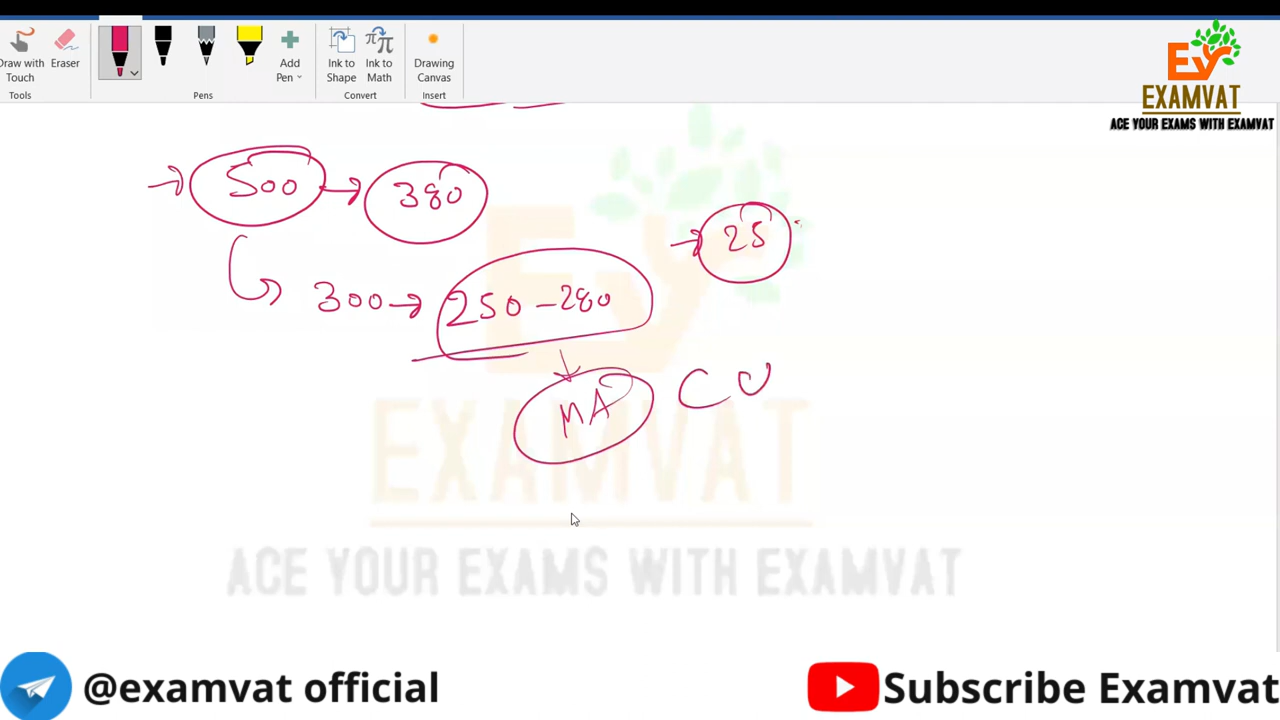 Draw with
Touch
Eraser
Add
Pen
Ink to
Shape
Ink to
Math
Drawing
Canvas
Tools
Pens
Convert
Insert
EXAMVAT
ACE YOUR EXAMS WITH EXAMVAT
500 → 380
→ 25
300 → 250 - 280
MA CU
EXAMVAT
ACE YOUR EXAMS WITH EXAMVAT
@examvat official
Subscribe Examvat